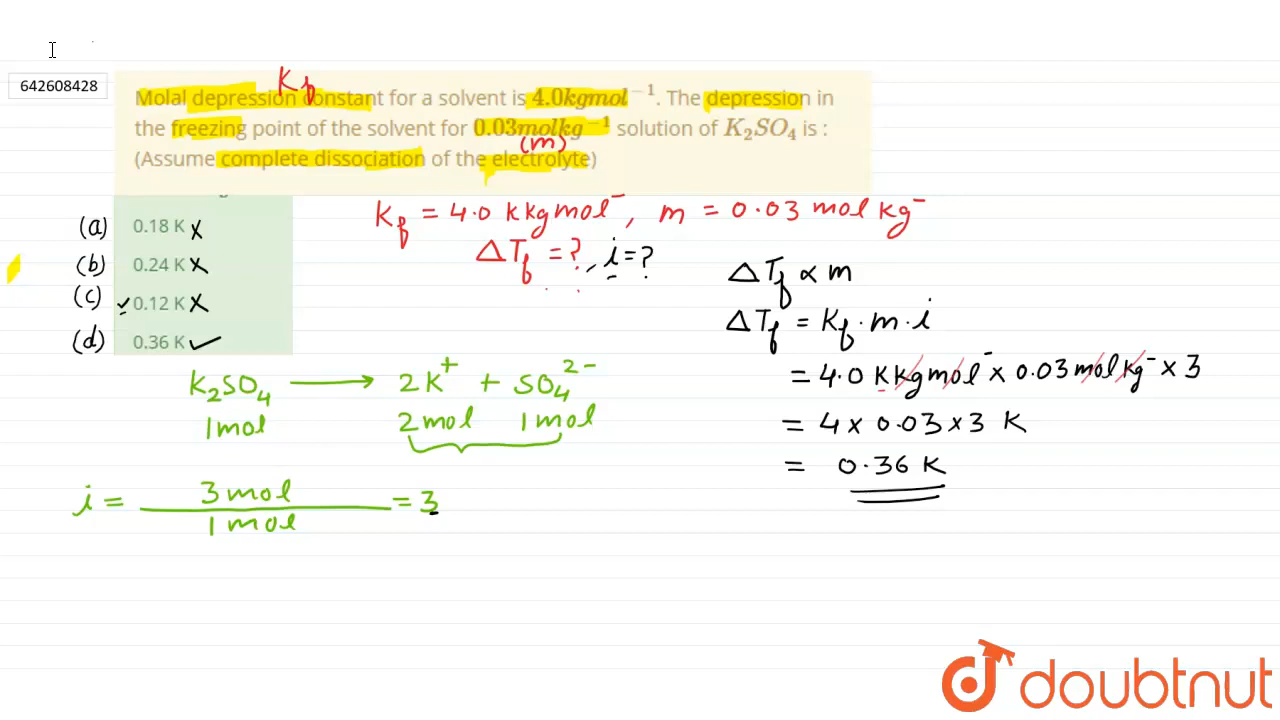 642608428
K_f
Molal depression constant for a solvent is 4.0kgmol⁻¹. The depression in
the freezing point of the solvent for 0.03molkg⁻¹ solution of K₂SO₄ is :
(m)
(Assume complete dissociation of the electrolyte)
(a) 0.18 K ×
(b) 0.24 K ×
(c) ✓ 0.12 K ×
(d) 0.36 K ✓
K_f = 4.0 K kg mol⁻, m = 0.03 mol kg⁻
ΔT_f = ?, i = ?
K₂SO₄ ⟶ 2K⁺ + SO₄²⁻
1mol 2mol 1mol
i = 3 mol / 1 mol = 3
ΔT_f ∝ m
ΔT_f = K_f · m · i
= 4.0 K kg mol⁻ × 0.03 mol kg⁻ × 3
= 4 × 0.03 × 3 K
= 0.36 K
doubtnut